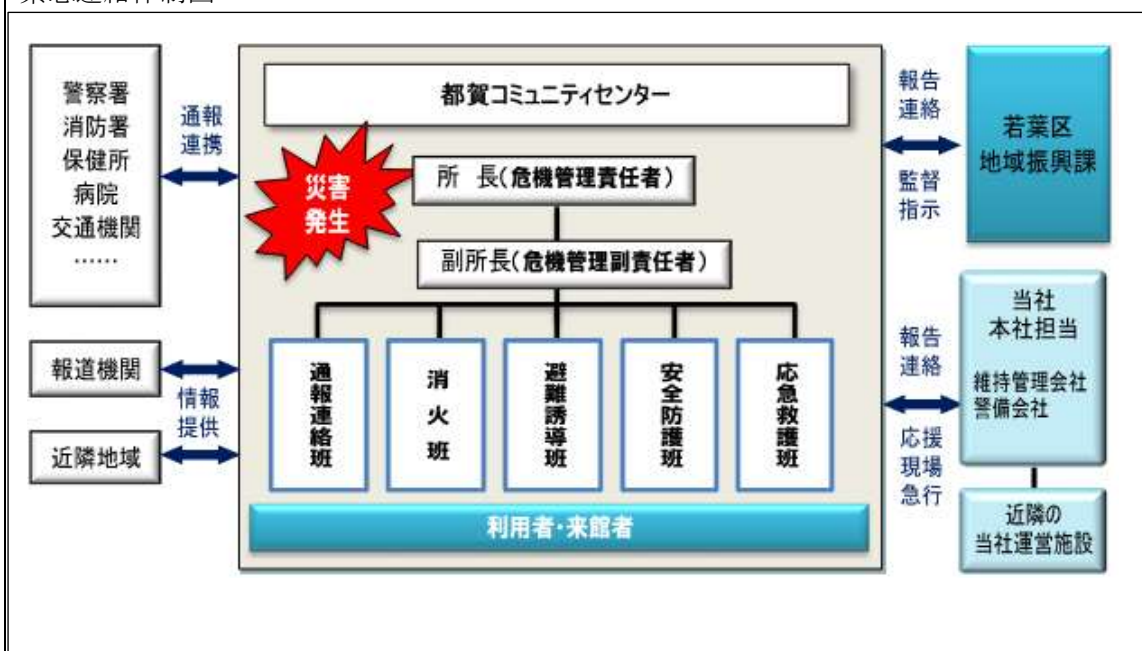 都賀コミュニティセンター
警察署
消防署
保健所
病院
交通機関
……
通報
連携
災害
発生
所 長(危機管理責任者)
副所長(危機管理副責任者)
報告
連絡
監督
指示
若葉区
地域振興課
報道機関
近隣地域
情報
提供
通報連絡班
消火班
避難誘導班
安全防護班
応急救護班
利用者・来館者
報告
連絡
応援
現場
急行
当社
本社担当
維持管理会社
警備会社
近隣の
当社運営施設